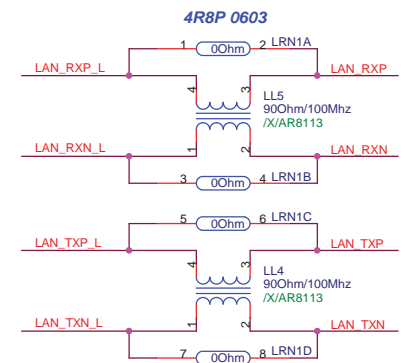 4R8P 0603
1 0Ohm 2 LRN1A
LAN_RXP_L LAN_RXP
4 3
LL5
90Ohm/100Mhz
/X/AR8113
1 2
LAN_RXN_L LAN_RXN
3 0Ohm 4 LRN1B
5 0Ohm 6 LRN1C
LAN_TXP_L LAN_TXP
4 3
LL4
90Ohm/100Mhz
/X/AR8113
1 2
LAN_TXN_L LAN_TXN
7 0Ohm 8 LRN1D